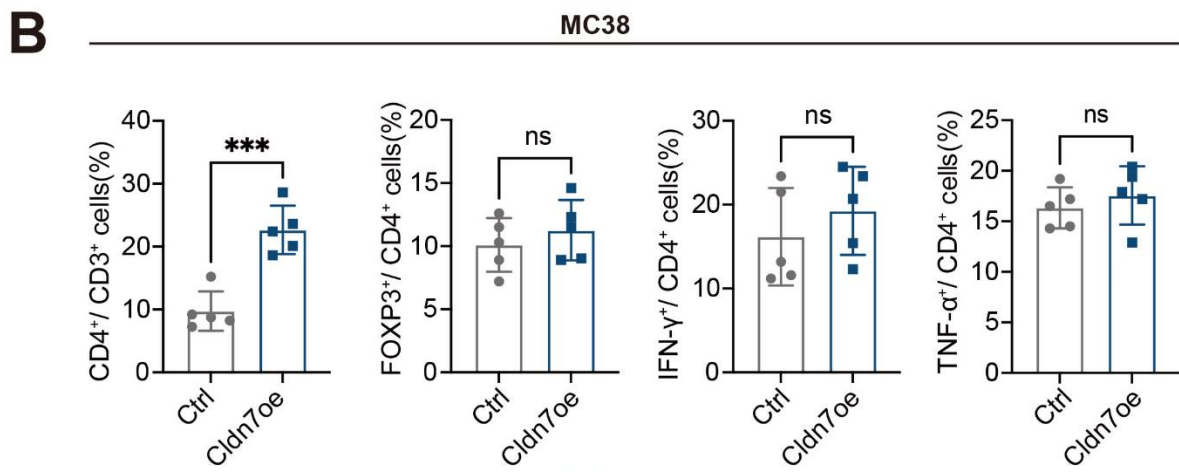 B
MC38
CD4⁺/ CD3⁺ cells(%)
40
30
20
10
0
***
Ctrl
Cldn7oe
FOXP3⁺/ CD4⁺ cells(%)
20
15
10
5
0
ns
Ctrl
Cldn7oe
IFN-γ⁺/ CD4⁺ cells(%)
30
20
10
0
ns
Ctrl
Cldn7oe
TNF-α⁺/ CD4⁺ cells(%)
25
20
15
10
5
0
ns
Ctrl
Cldn7oe